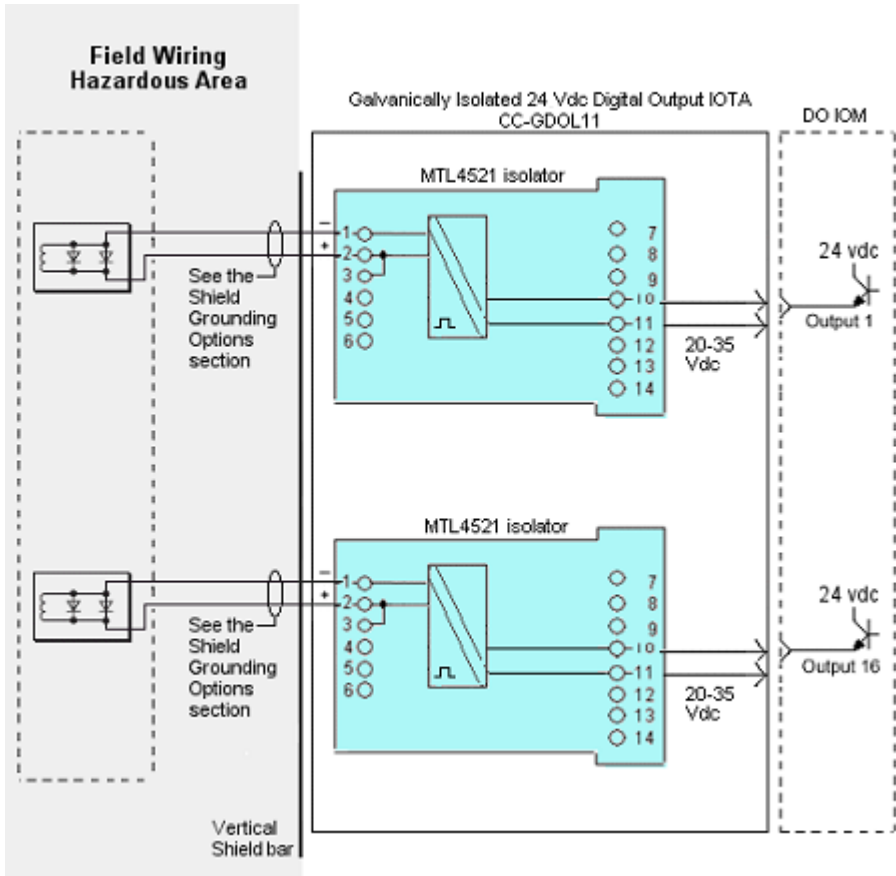 Field Wiring
Hazardous Area
Galvanically Isolated 24 Vdc Digital Output IOTA
CC-GDOL11
DO IOM
MTL4521 isolator
−
+
1
2
3
4
5
6
7
8
9
10
11
12
13
14
See the
Shield
Grounding
Options
section
20-35
Vdc
24 vdc
Output 1
MTL4521 isolator
−
+
1
2
3
4
5
6
7
8
9
10
11
12
13
14
See the
Shield
Grounding
Options
section
20-35
Vdc
24 vdc
Output 16
Vertical
Shield bar